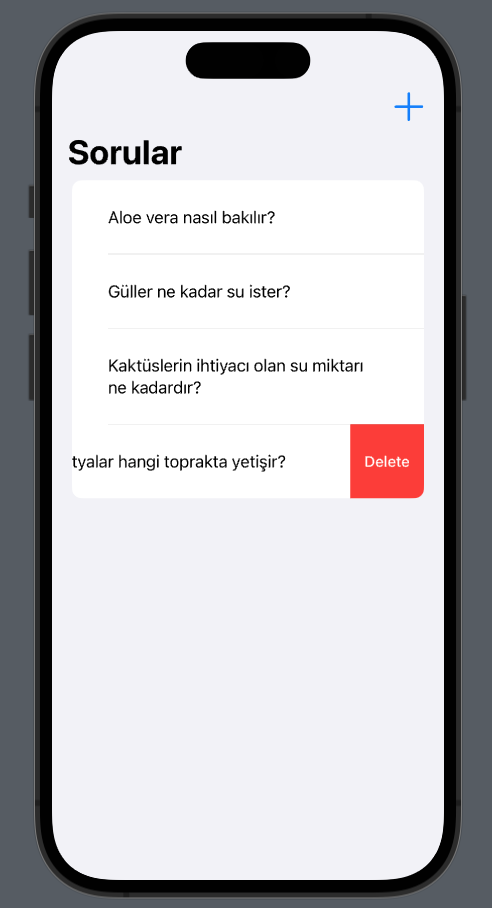 Sorular
Aloe vera nasıl bakılır?
Güller ne kadar su ister?
Kaktüslerin ihtiyacı olan su miktarı
ne kadardır?
tyalar hangi toprakta yetişir?
Delete